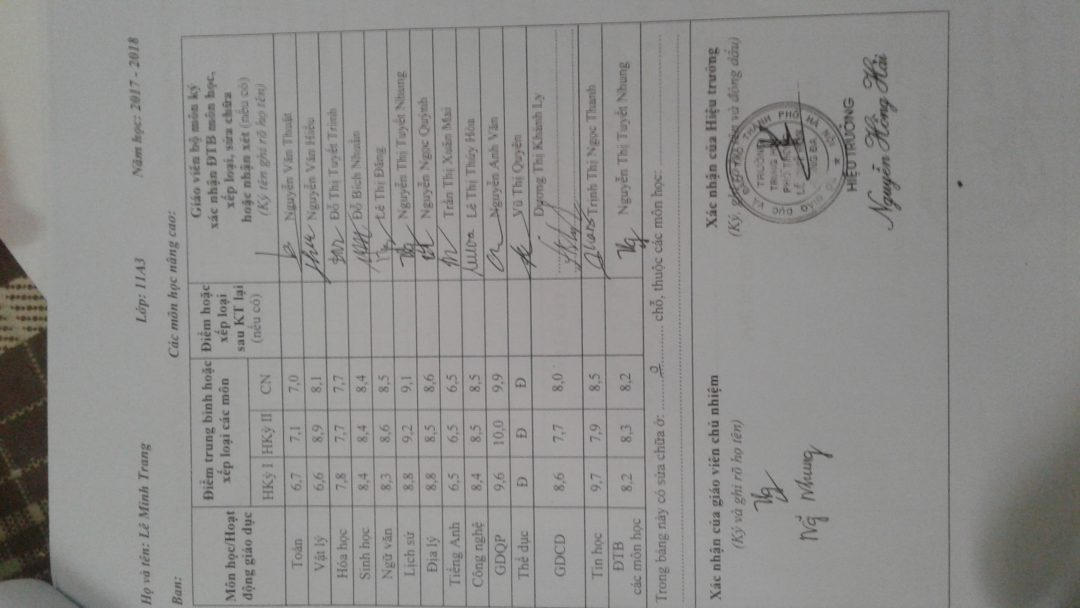 Họ và tên: Lê Minh Trang Lớp: 11A3 Năm học: 2017 - 2018
Ban: Các môn học nâng cao:
Môn học/Hoạt động giáo dục
Điểm trung bình hoặc xếp loại các môn
HKỳ I HKỳ II CN
Điểm hoặc xếp loại sau KT lại (nếu có)
Giáo viên bộ môn ký xác nhận ĐTB môn học, xếp loại, sửa chữa hoặc nhận xét (nếu có)
(Ký tên ghi rõ họ tên)
Toán 6,7 7,1 7,0 Nguyễn Văn Thuật
Vật lý 6,6 8,9 8,1 Nguyễn Văn Hiếu
Hóa học 7,8 7,7 7,7 Đỗ Thị Tuyết Trinh
Sinh học 8,4 8,4 8,4 Đỗ Bích Nhuần
Ngữ văn 8,3 8,6 8,5 Lê Thị Đăng
Lịch sử 8,8 9,2 9,1 Nguyễn Thị Tuyết Nhung
Địa lý 8,8 8,5 8,6 Nguyễn Ngọc Quỳnh
Tiếng Anh 6,5 6,5 6,5 Trần Thị Xuân Mai
Công nghệ 8,4 8,5 8,5 Lê Thị Thúy Hòa
GDQP 9,6 10,0 9,9 Nguyễn Anh Văn
Thể dục Đ Đ Đ Vũ Thị Quyên
GDCD 8,6 7,7 8,0 Dương Thị Khánh Ly
Tin học 9,7 7,9 8,5 Trịnh Thị Ngọc Thanh
ĐTB các môn học 8,2 8,3 8,2 Nguyễn Thị Tuyết Nhung
Trong bảng này có sửa chữa ở: 0 chỗ, thuộc các môn học:
Xác nhận của giáo viên chủ nhiệm
(Ký và ghi rõ họ tên)
Nhung
Xác nhận của Hiệu trưởng
THÀNH PHỐ HÀ NỘI
HIỆU TRƯỞNG
Nguyễn Hồng Hải